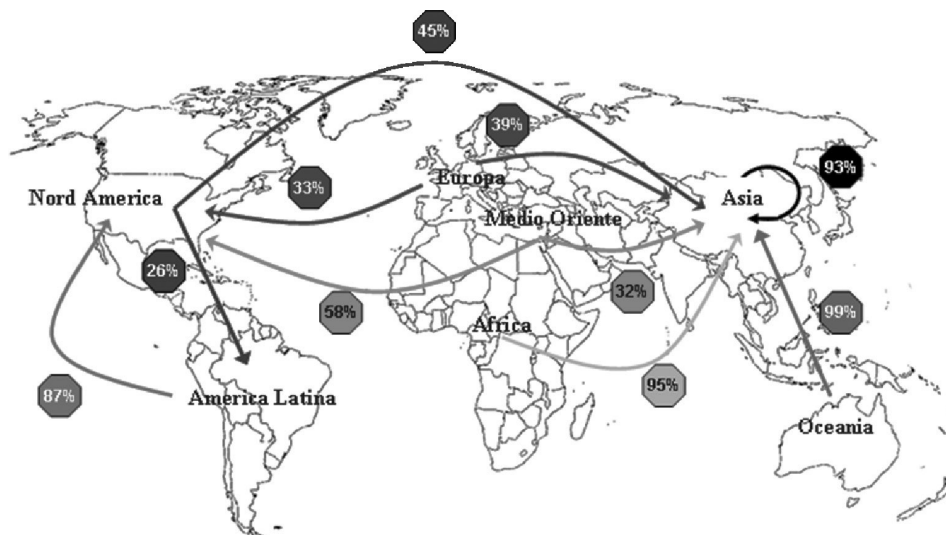 45%
39%
33%
93%
Nord America
Europa
Asia
Medio Oriente
26%
58%
32%
99%
Africa
87%
95%
America Latina
Oceania